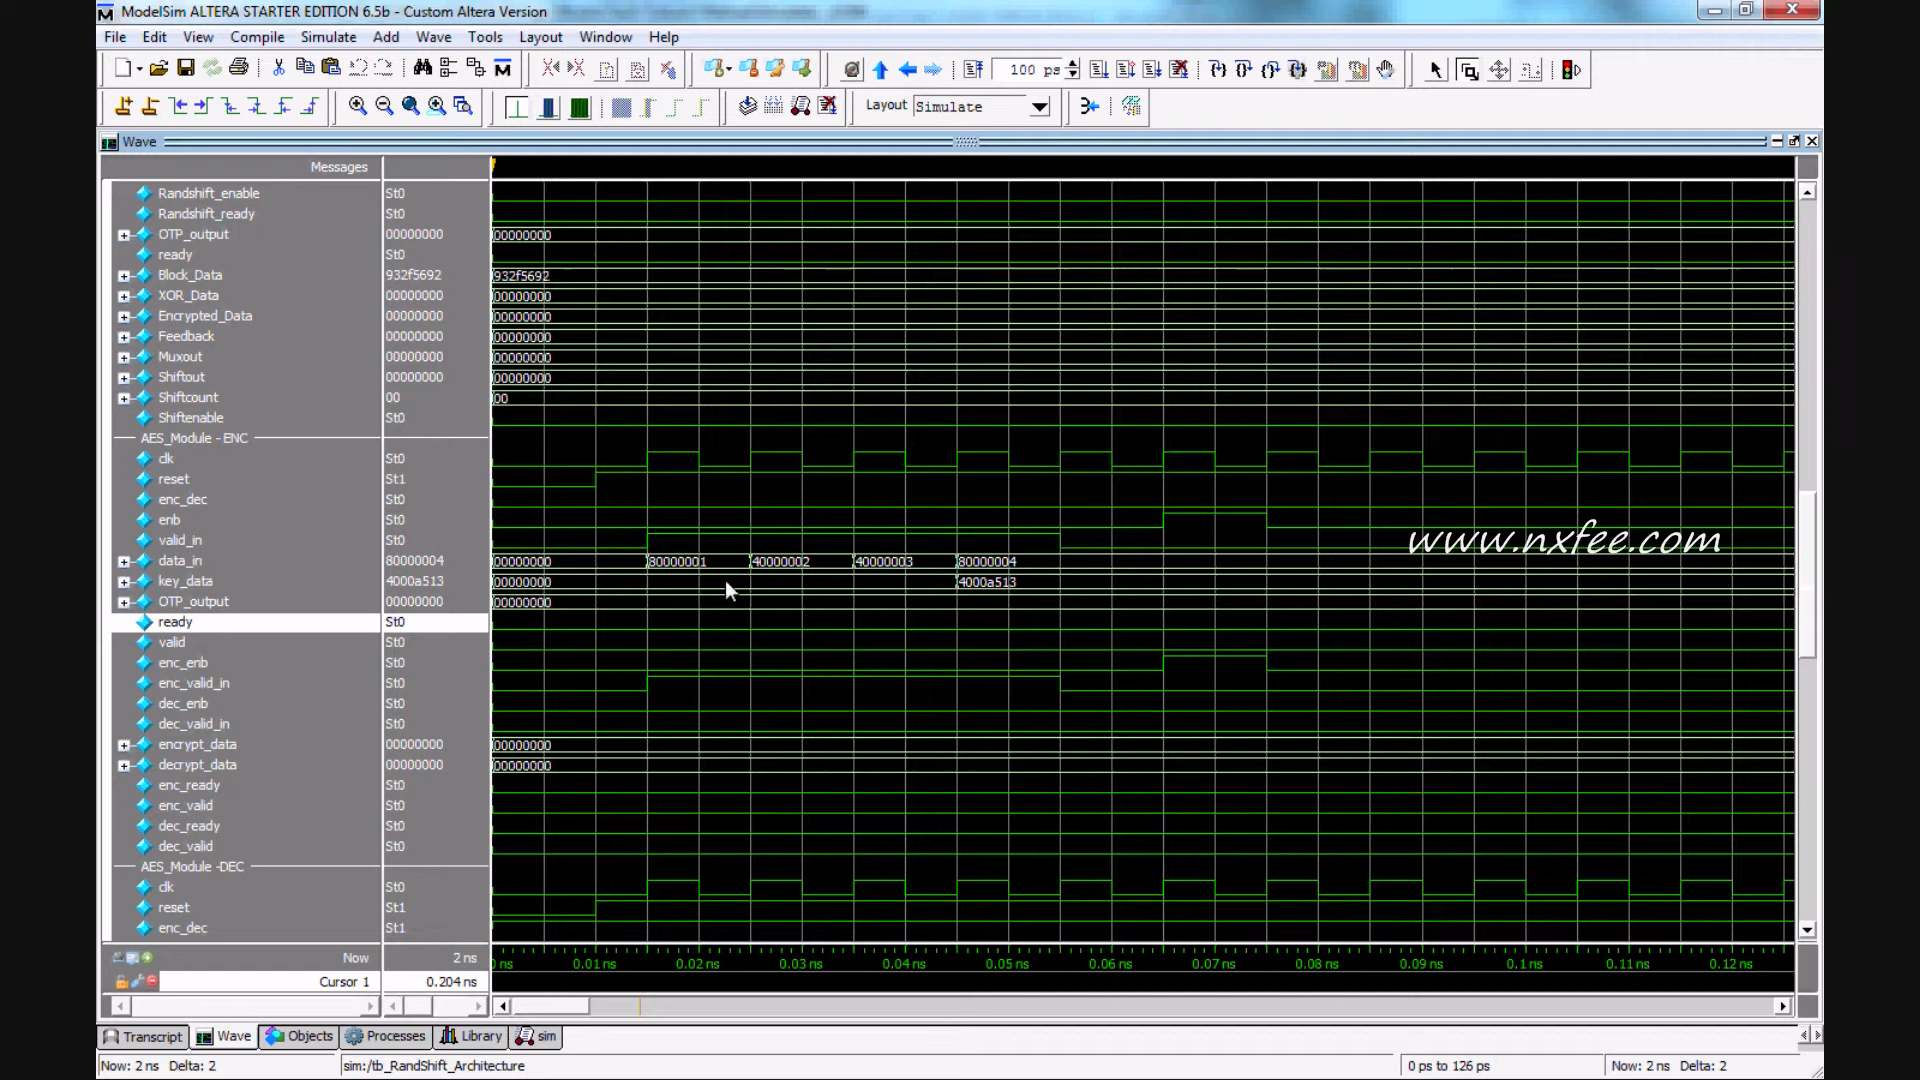 ModelSim ALTERA STARTER EDITION 6.5b - Custom Altera Version
File Edit View Compile Simulate Add Wave Tools Layout Window Help
100 ps
Layout Simulate
Wave
Messages
Randshift_enable St0
Randshift_ready St0
OTP_output 00000000 00000000
ready St0
Block_Data 932f5692 932f5692
XOR_Data 00000000 00000000
Encrypted_Data 00000000 00000000
Feedback 00000000 00000000
Muxout 00000000 00000000
Shiftout 00000000 00000000
Shiftcount 00 00
Shiftenable St0
AES_Module - ENC
clk St0
reset St1
enc_dec St0
enb St0
valid_in St0
www.nxfee.com
data_in 80000004 00000000 80000001 40000002 40000003 80000004
key_data 4000a513 00000000 4000a513
OTP_output 00000000 00000000
ready St0
valid St0
enc_enb St0
enc_valid_in St0
dec_enb St0
dec_valid_in St0
encrypt_data 00000000 00000000
decrypt_data 00000000 00000000
enc_ready St0
enc_valid St0
dec_ready St0
dec_valid St0
AES_Module -DEC
clk St0
reset St1
enc_dec St1
Now 2 ns ns 0.01 ns 0.02 ns 0.03 ns 0.04 ns 0.05 ns 0.06 ns 0.07 ns 0.08 ns 0.09 ns 0.1 ns 0.11 ns 0.12 ns
Cursor 1 0.204 ns
Transcript Wave Objects Processes Library sim
Now: 2 ns Delta: 2 sim:/tb_RandShift_Architecture 0 ps to 126 ps Now: 2 ns Delta: 2